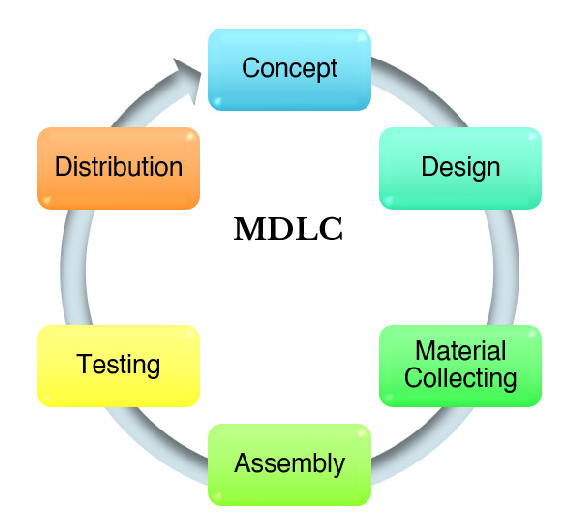 Concept
Design
Material
Collecting
Assembly
Testing
Distribution
MDLC